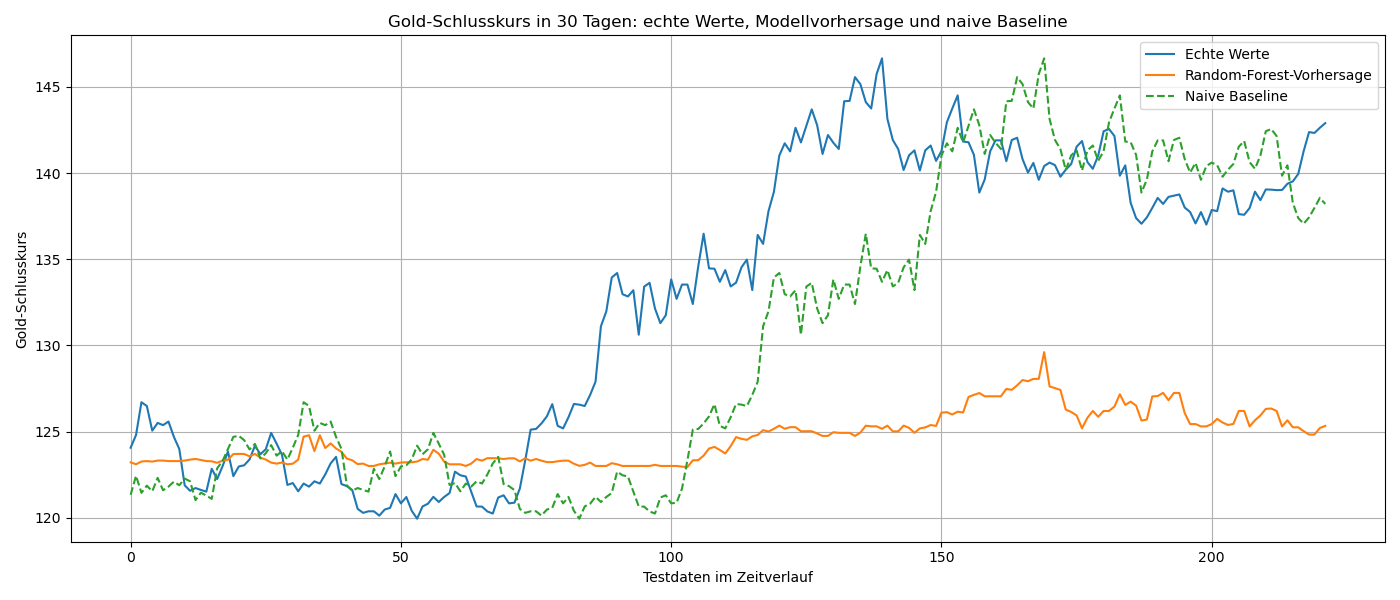 Gold-Schlusskurs in 30 Tagen: echte Werte, Modellvorhersage und naive Baseline
Echte Werte
Random-Forest-Vorhersage
Naive Baseline
Gold-Schlusskurs
145
140
135
130
125
120
0
50
100
150
200
Testdaten im Zeitverlauf